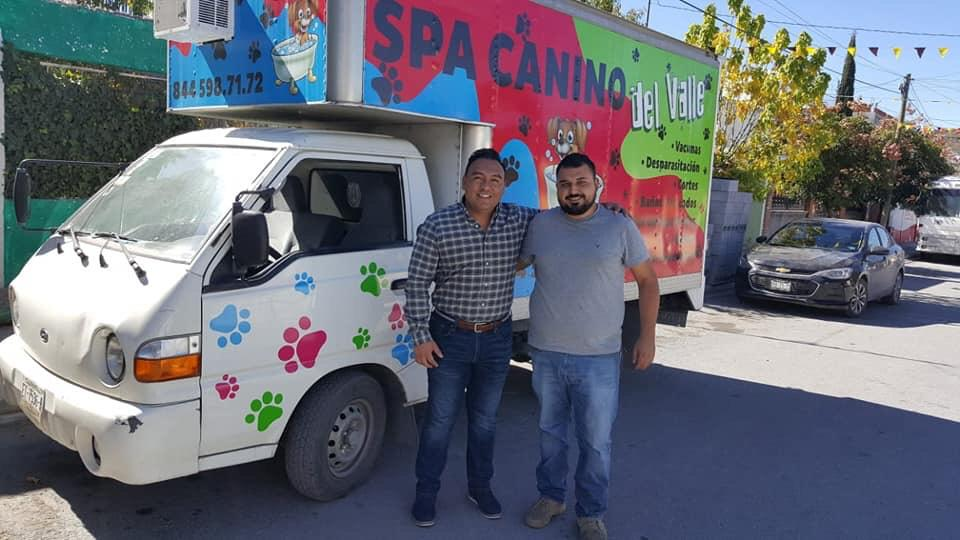 SPA CANINO
del Valle
844 598.71.72
• Vacunas
• Desparasitación
Cortes